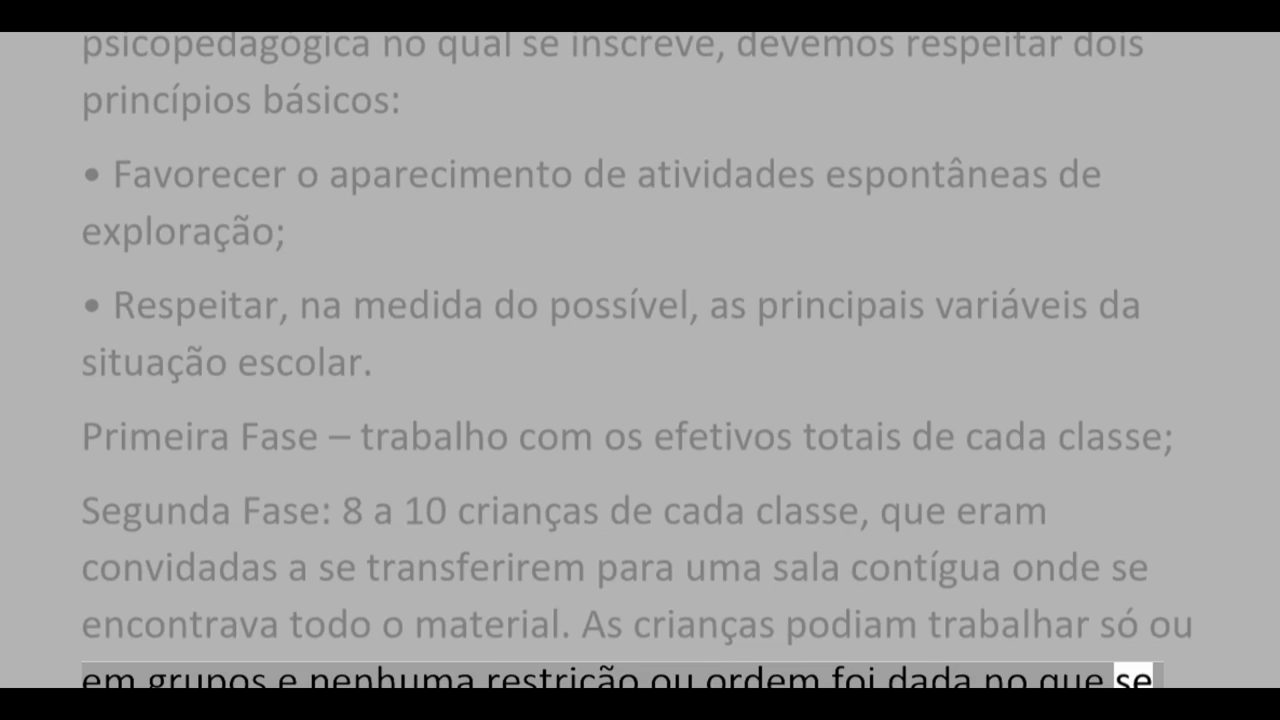 psicopedagógica no qual se inscreve, devemos respeitar dois
princípios básicos:
• Favorecer o aparecimento de atividades espontâneas de
exploração;
• Respeitar, na medida do possível, as principais variáveis da
situação escolar.
Primeira Fase – trabalho com os efetivos totais de cada classe;
Segunda Fase: 8 a 10 crianças de cada classe, que eram
convidadas a se transferirem para uma sala contígua onde se
encontrava todo o material. As crianças podiam trabalhar só ou
em grupos e nenhuma restrição ou ordem foi dada no que se